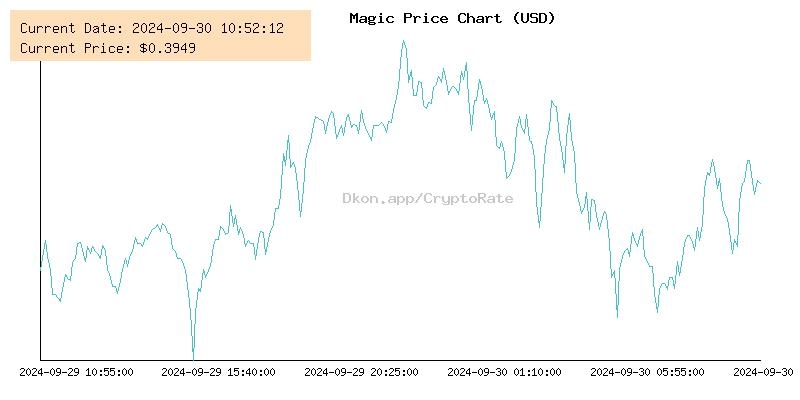 Magic Price Chart (USD)
Current Date: 2024-09-30 10:52:12
Current Price: $0.3949
Dkon.app/CryptoRate
2024-09-29 10:55:00 2024-09-29 15:40:00 2024-09-29 20:25:00 2024-09-30 01:10:00 2024-09-30 05:55:00 2024-09-30